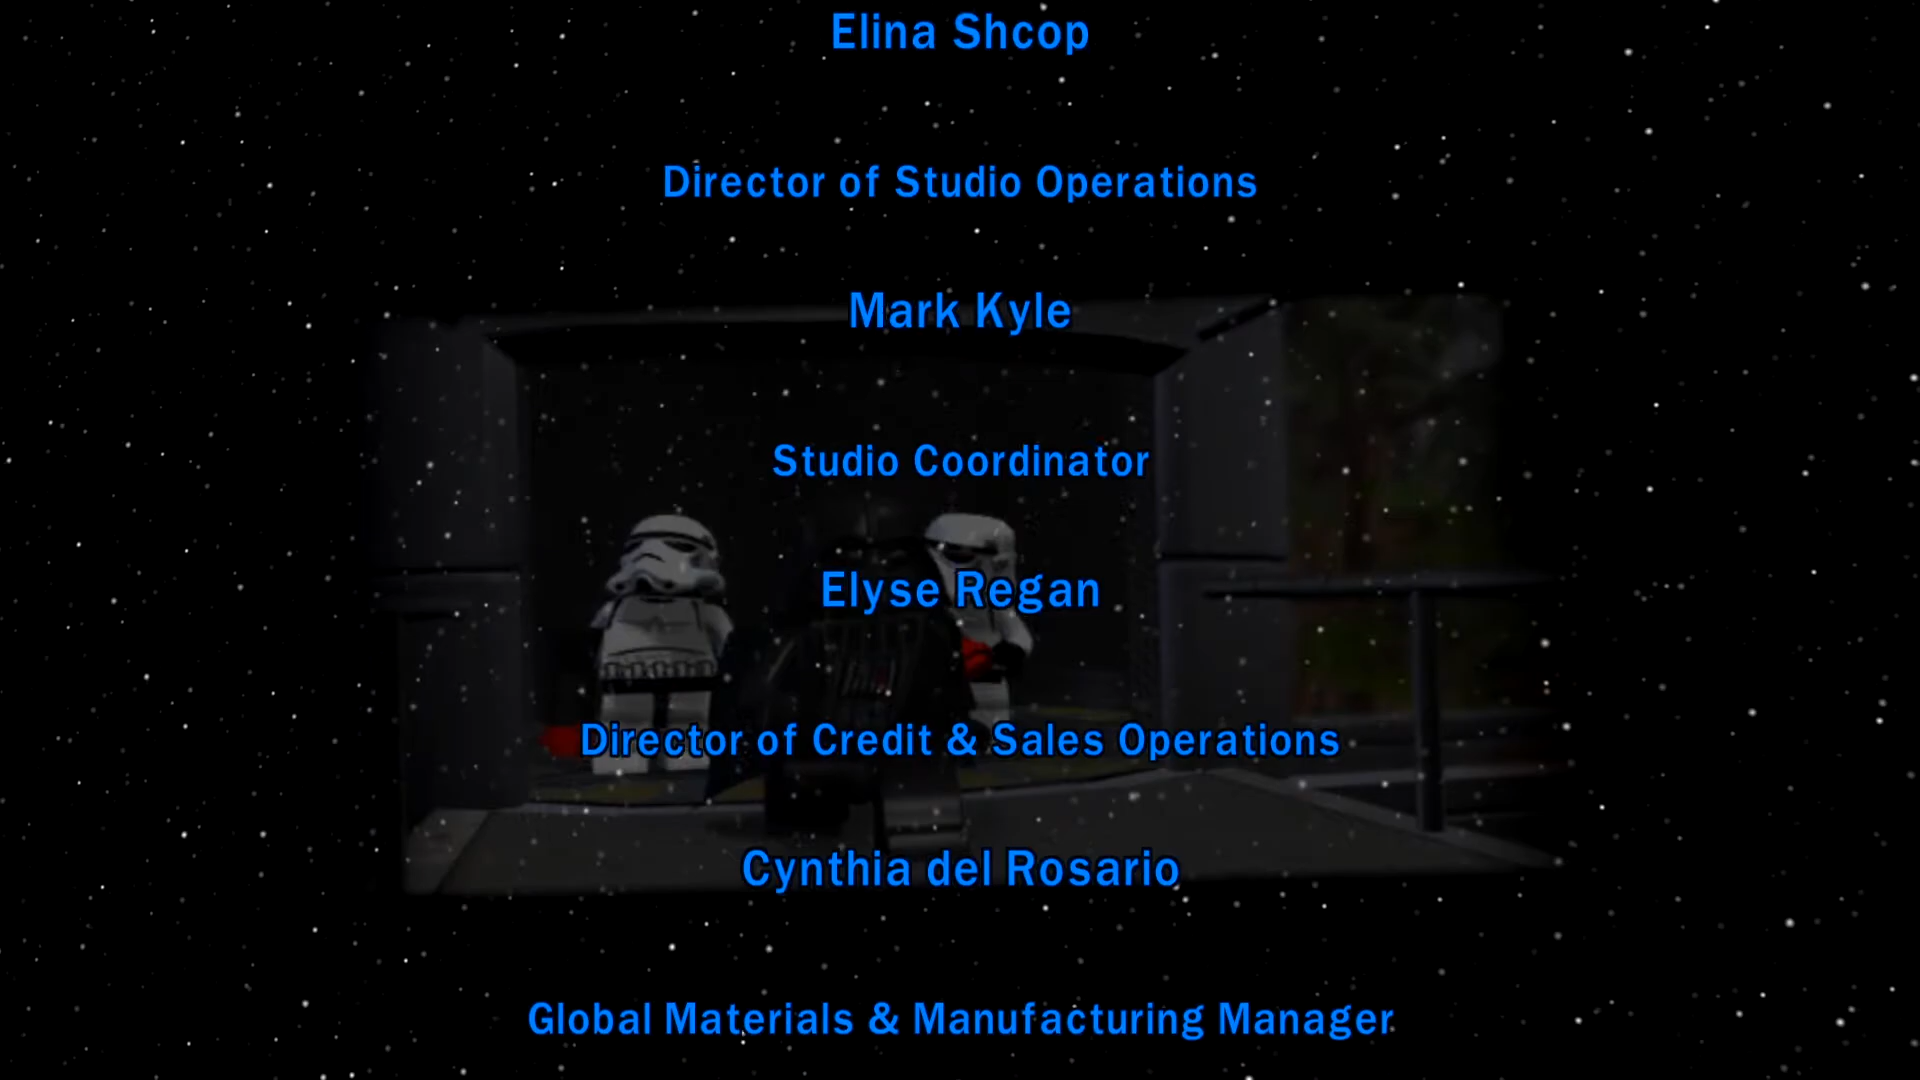 Elina Shcop
Director of Studio Operations
Mark Kyle
Studio Coordinator
Elyse Regan
Director of Credit & Sales Operations
Cynthia del Rosario
Global Materials & Manufacturing Manager